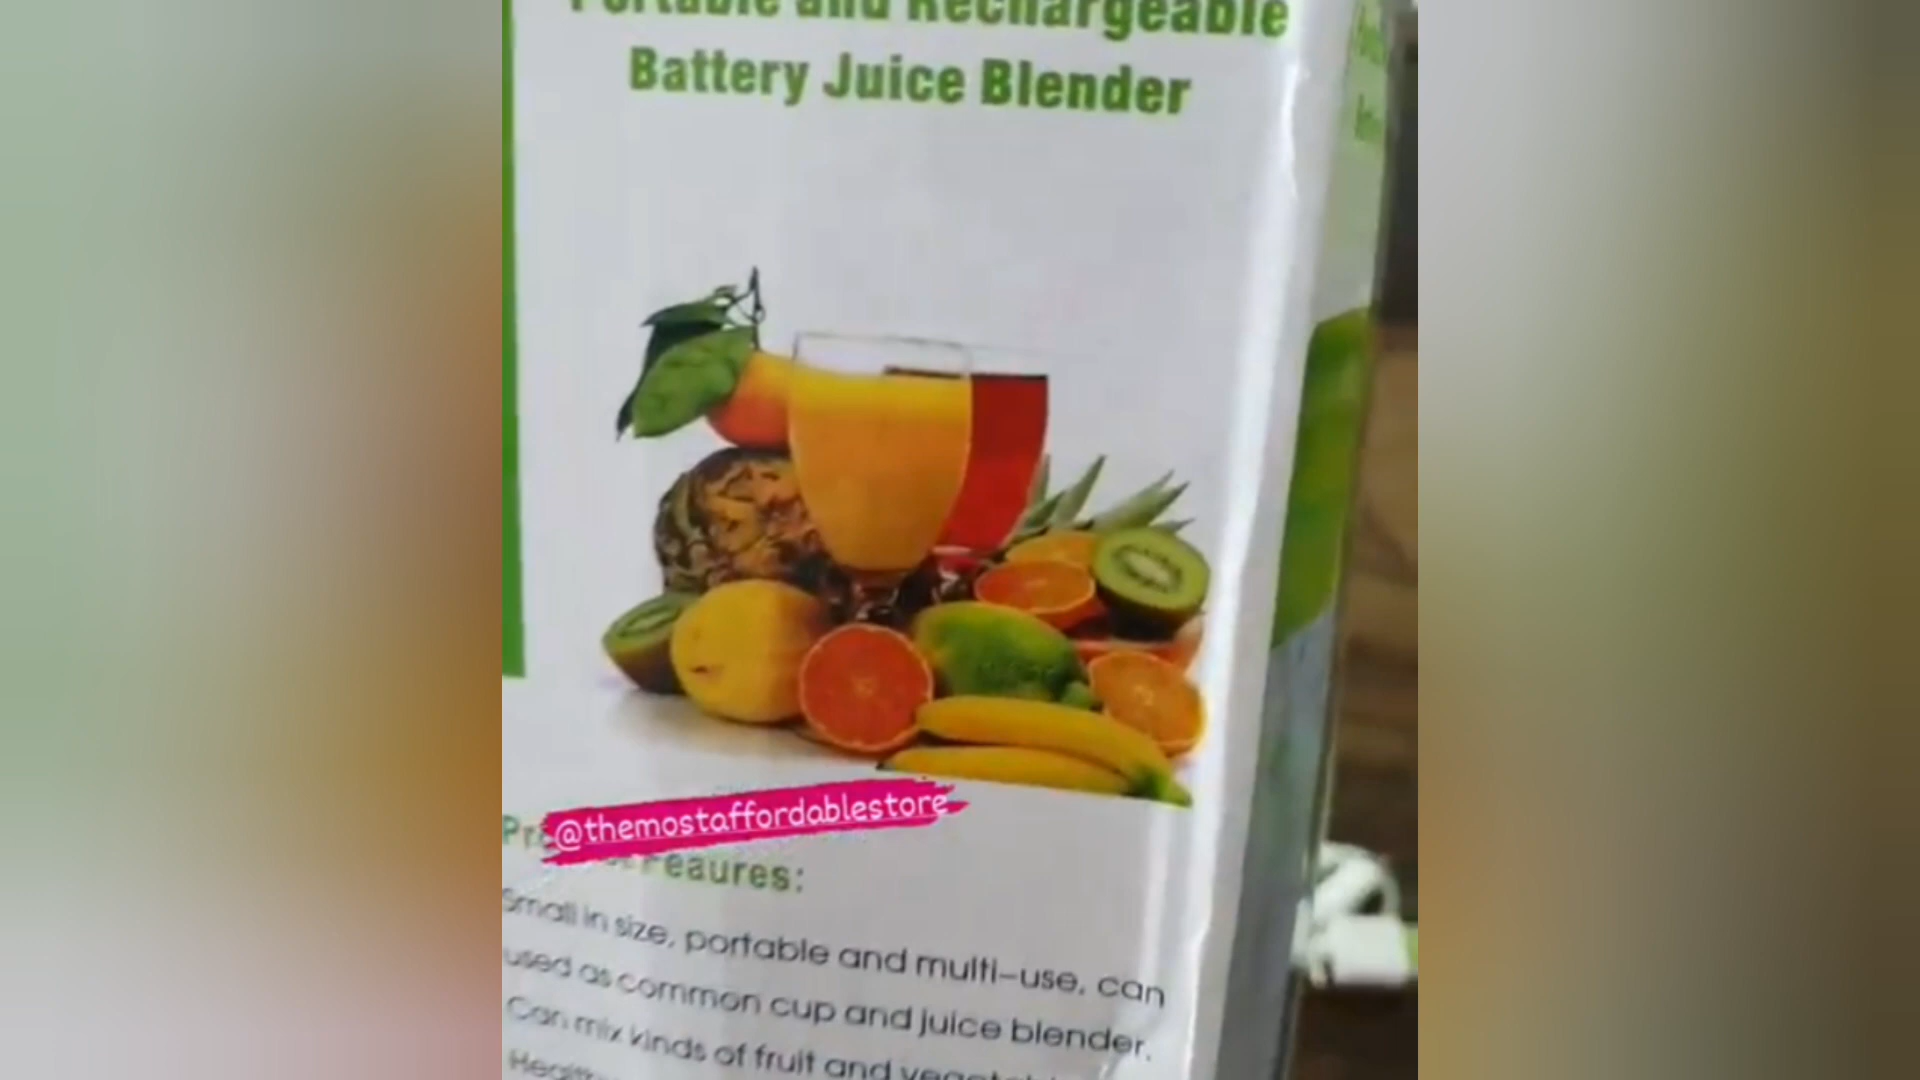 Portable and Rechargeable
Battery Juice Blender
@themostaffordablestore
Feaures:
Small in size, portable and multi-use, can
used as common cup and juice blender.
Can mix kinds of fruit and